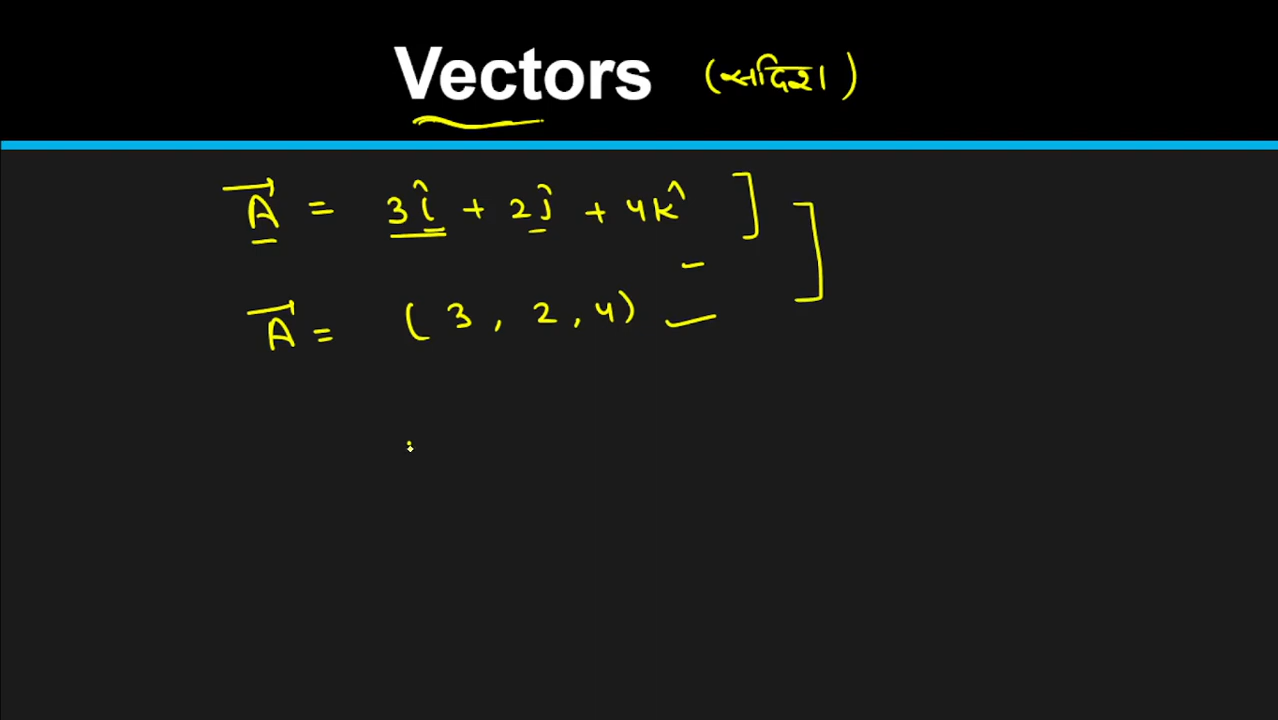 Vectors (सदिश)
A⃗ = 3î + 2ĵ + 4k̂
A⃗ = (3, 2, 4)